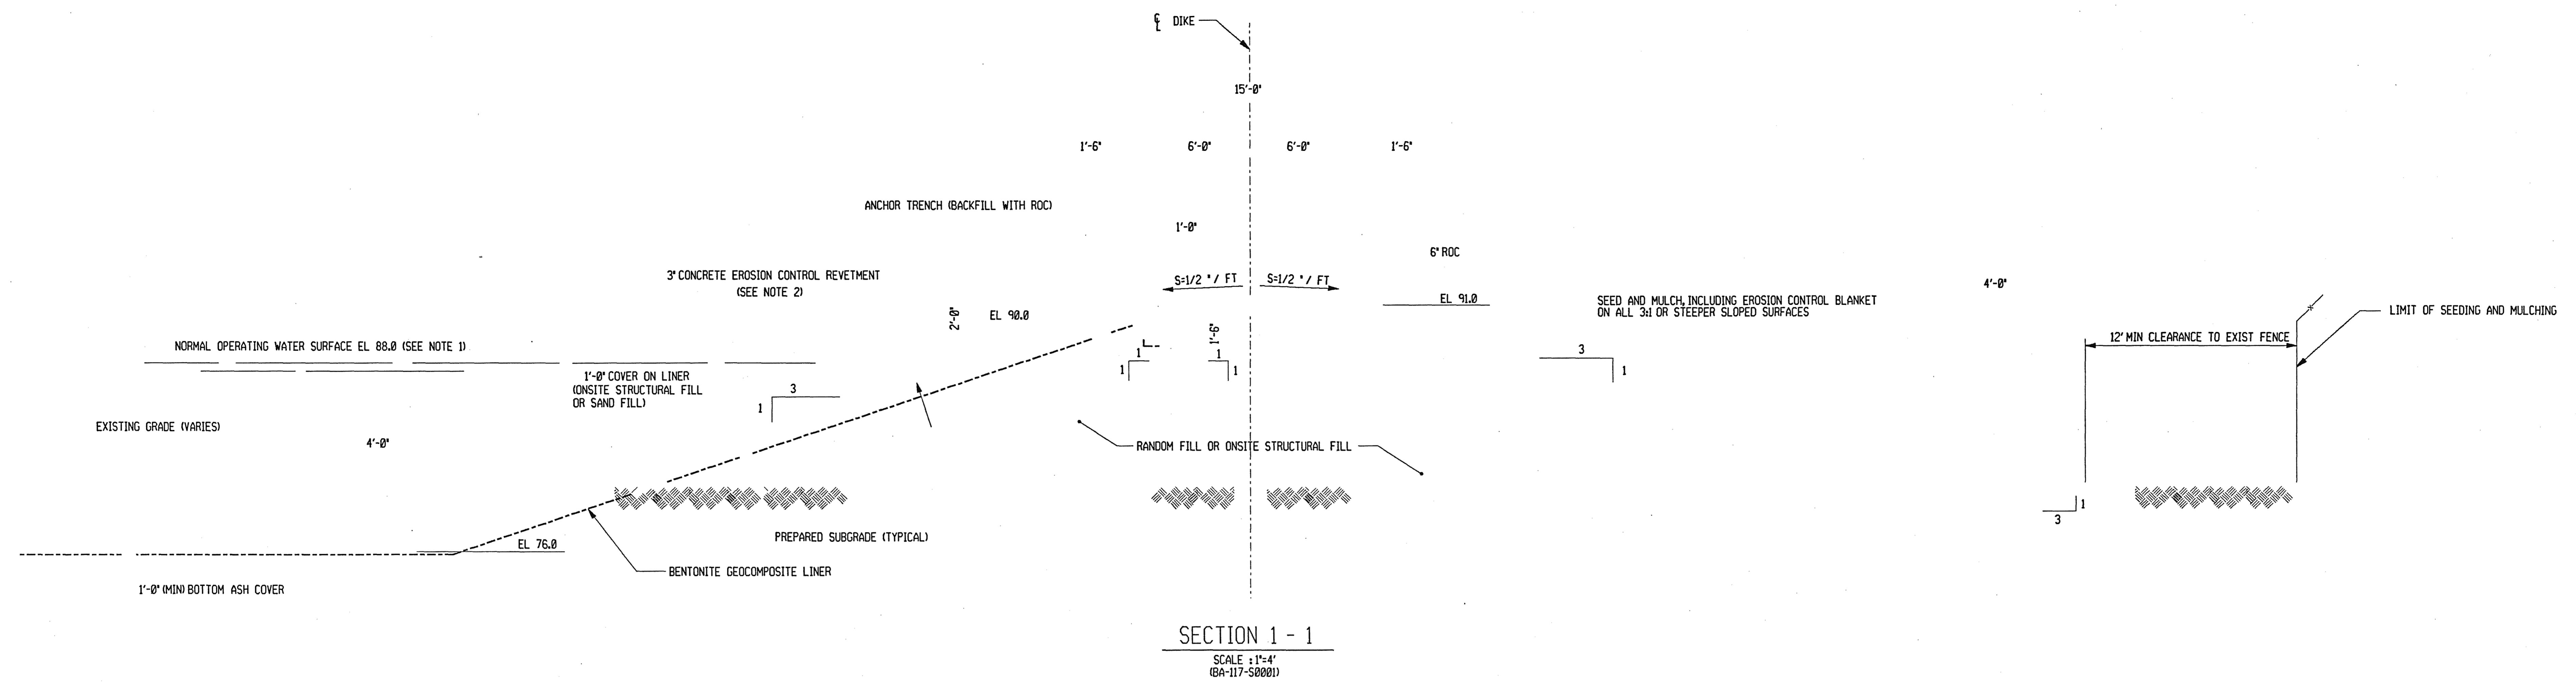 ℄ DIKE
15'-0"
1'-6"
6'-0"
6'-0"
1'-6"
ANCHOR TRENCH (BACKFILL WITH ROC)
1'-0"
6" ROC
3" CONCRETE EROSION CONTROL REVETMENT
(SEE NOTE 2)
S=1/2 "/ FT
S=1/2 "/ FT
4'-0"
2'-0"
EL 90.0
EL 91.0
SEED AND MULCH, INCLUDING EROSION CONTROL BLANKET
ON ALL 3:1 OR STEEPER SLOPED SURFACES
LIMIT OF SEEDING AND MULCHING
1'-6"
12' MIN CLEARANCE TO EXIST FENCE
NORMAL OPERATING WATER SURFACE EL 88.0 (SEE NOTE 1)
1
1
1
1
3
1
1'-0" COVER ON LINER
(ONSITE STRUCTURAL FILL
OR SAND FILL)
3
1
EXISTING GRADE (VARIES)
4'-0"
RANDOM FILL OR ONSITE STRUCTURAL FILL
1
3
PREPARED SUBGRADE (TYPICAL)
EL 76.0
BENTONITE GEOCOMPOSITE LINER
1'-0" (MIN) BOTTOM ASH COVER
SECTION 1 - 1
SCALE : 1"=4'
(BA-117-S0001)